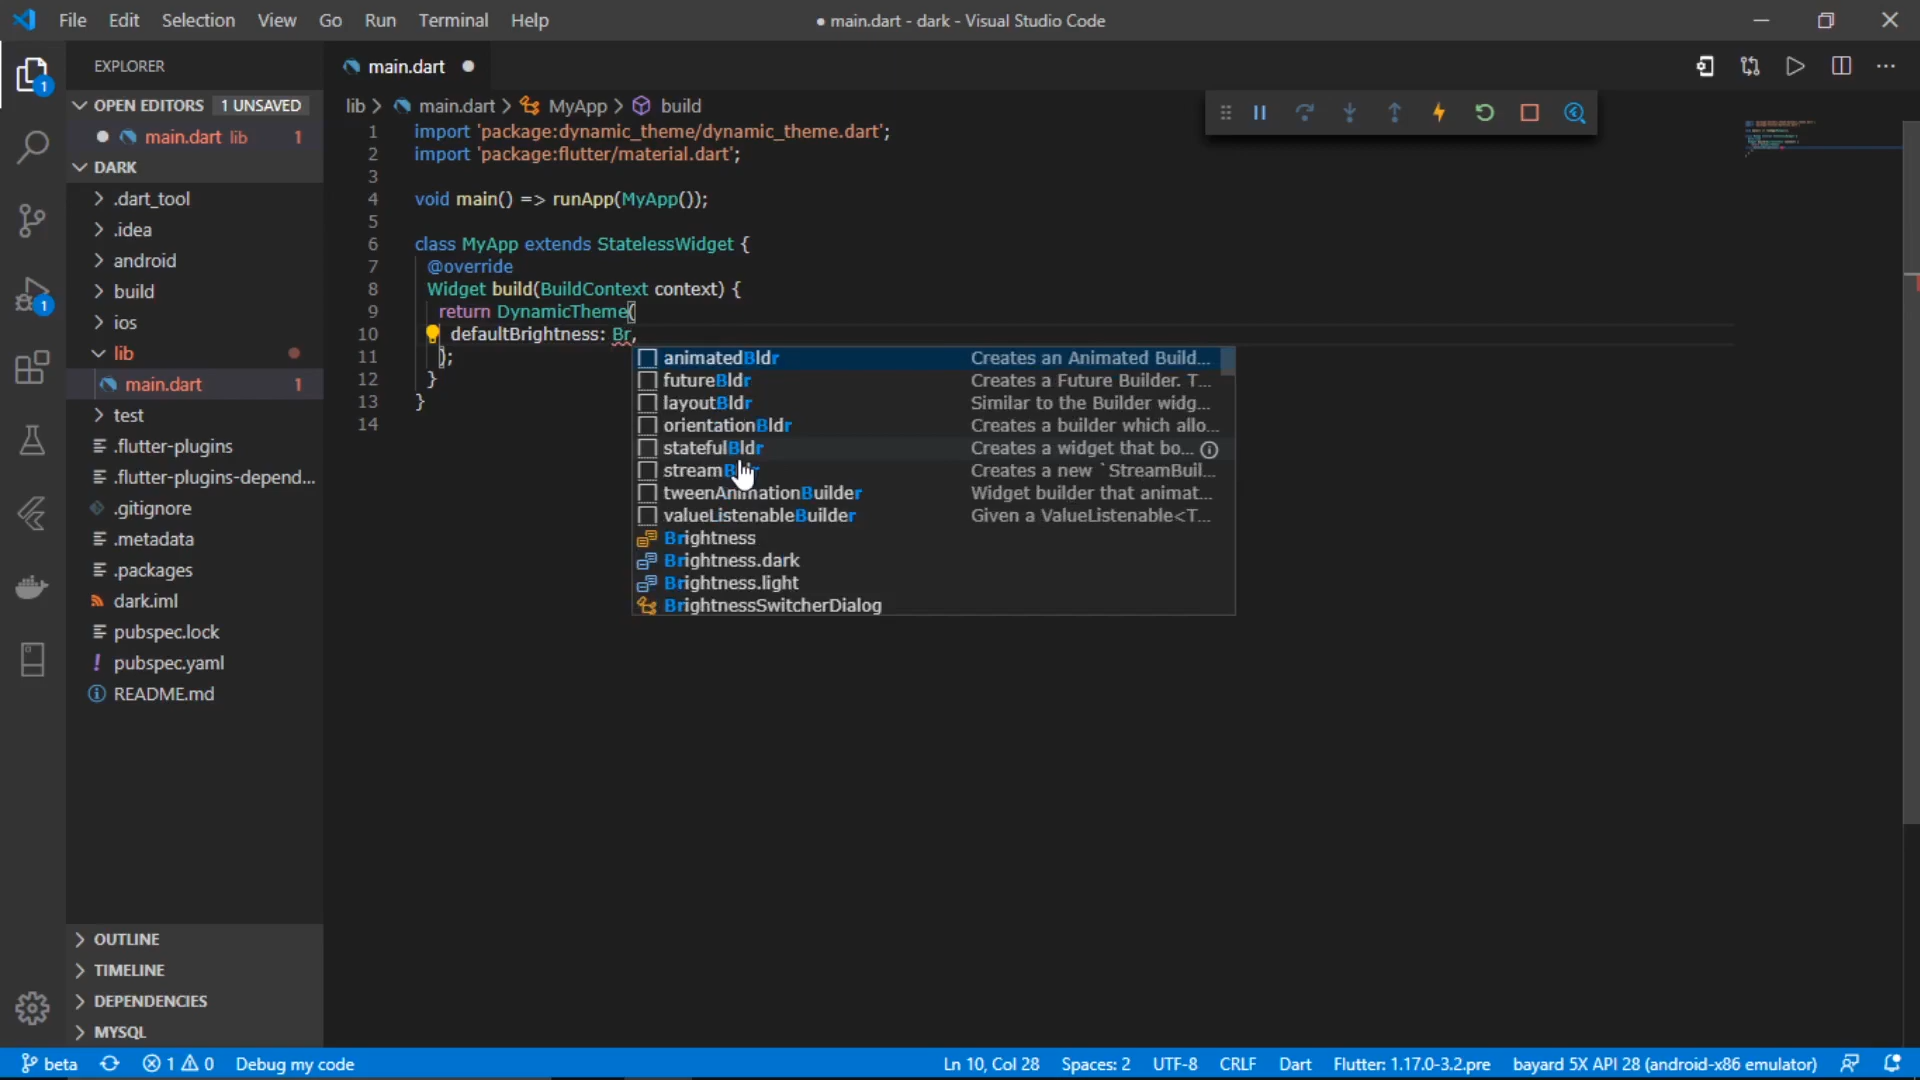 File Edit Selection View Go Run Terminal Help
● main.dart - dark - Visual Studio Code
EXPLORER
OPEN EDITORS 1 UNSAVED
main.dart lib 1
DARK
.dart_tool
.idea
android
build
ios
lib
main.dart 1
test
.flutter-plugins
.flutter-plugins-depend...
.gitignore
.metadata
.packages
dark.iml
pubspec.lock
pubspec.yaml
README.md
OUTLINE
TIMELINE
DEPENDENCIES
MYSQL
1
1
main.dart
lib > main.dart > MyApp > build
1 import 'package:dynamic_theme/dynamic_theme.dart';
2 import 'package:flutter/material.dart';
3
4 void main() => runApp(MyApp());
5
6 class MyApp extends StatelessWidget {
7 @override
8 Widget build(BuildContext context) {
9 return DynamicTheme(
10 defaultBrightness: Br,
11 );
12 }
13 }
14
animatedBldr Creates an Animated Build...
futureBldr Creates a Future Builder. T...
layoutBldr Similar to the Builder widg...
orientationBldr Creates a builder which allo...
statefulBldr Creates a widget that bo...
streamBldr Creates a new `StreamBuil...
tweenAnimationBuilder Widget builder that animat...
valueListenableBuilder Given a ValueListenable<T...
Brightness
Brightness.dark
Brightness.light
BrightnessSwitcherDialog
beta 1 0 Debug my code Ln 10, Col 28 Spaces: 2 UTF-8 CRLF Dart Flutter: 1.17.0-3.2.pre bayard 5X API 28 (android-x86 emulator)